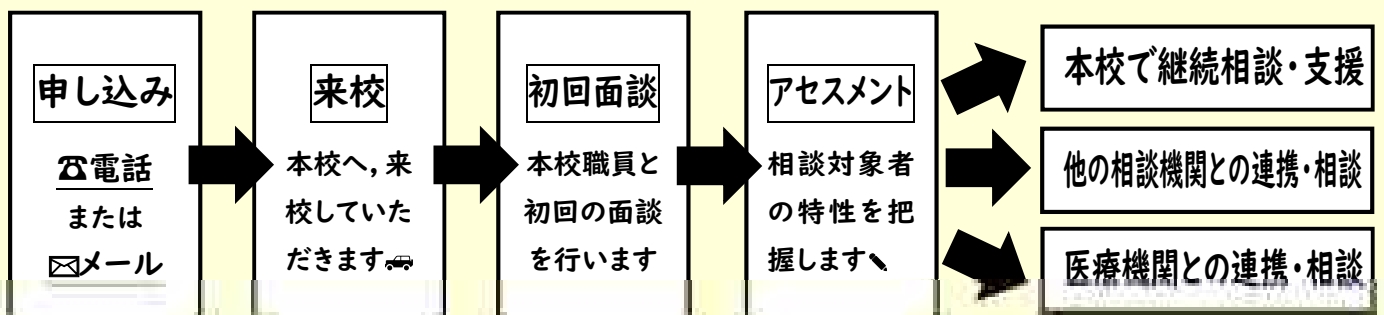 申し込み
☎電話
または
✉メール
来校
本校へ,来
校していた
だきます
初回面談
本校職員と
初回の面談
を行います
アセスメント
相談対象者
の特性を把
握します✎
本校で継続相談・支援
他の相談機関との連携・相談
医療機関との連携・相談